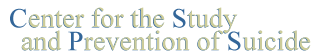 Center for the Study
and Prevention of Suicide